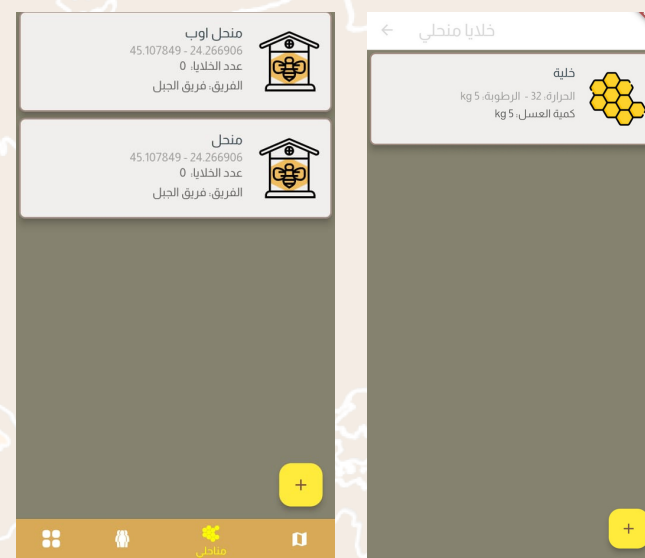 منحل اوب
45.107849 - 24.266906
عدد الخلايا: 0
الفريق: فريق الجبل
منحل
45.107849 - 24.266906
عدد الخلايا: 0
الفريق: فريق الجبل
مناحلي
خلايا منحلي
خلية
الحرارة: 32 - الرطوبة: 5 kg
كمية العسل: 5 kg